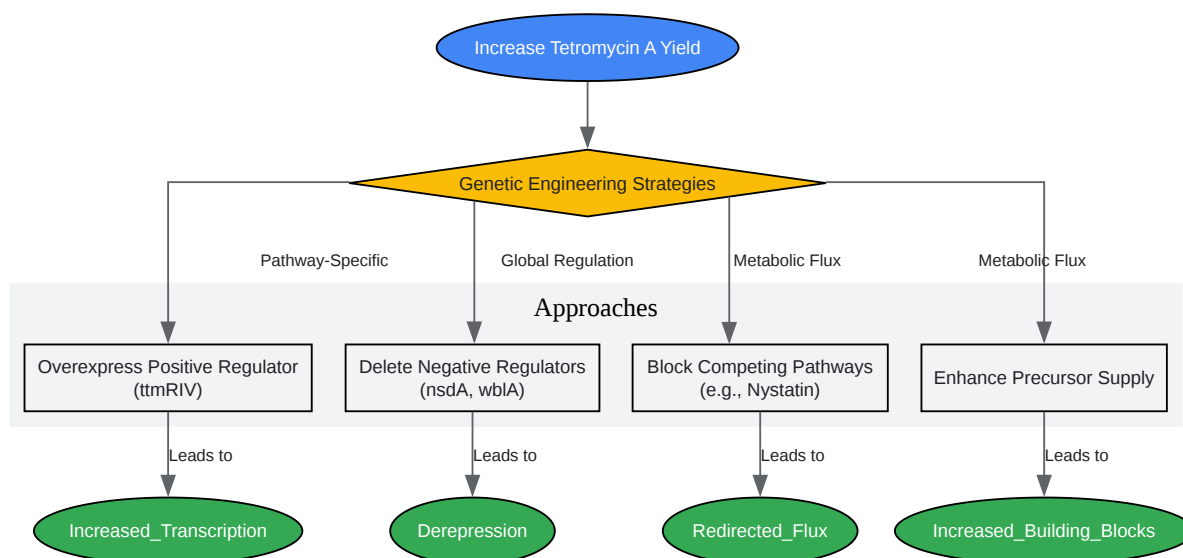 Increase Tetromycin A Yield
Genetic Engineering Strategies
Pathway-Specific
Global Regulation
Metabolic Flux
Metabolic Flux
Approaches
Overexpress Positive Regulator
(ttmRIV)
Delete Negative Regulators
(nsdA, wblA)
Block Competing Pathways
(e.g., Nystatin)
Enhance Precursor Supply
Leads to
Leads to
Leads to
Leads to
Increased_Transcription
Derepression
Redirected_Flux
Increased_Building_Blocks